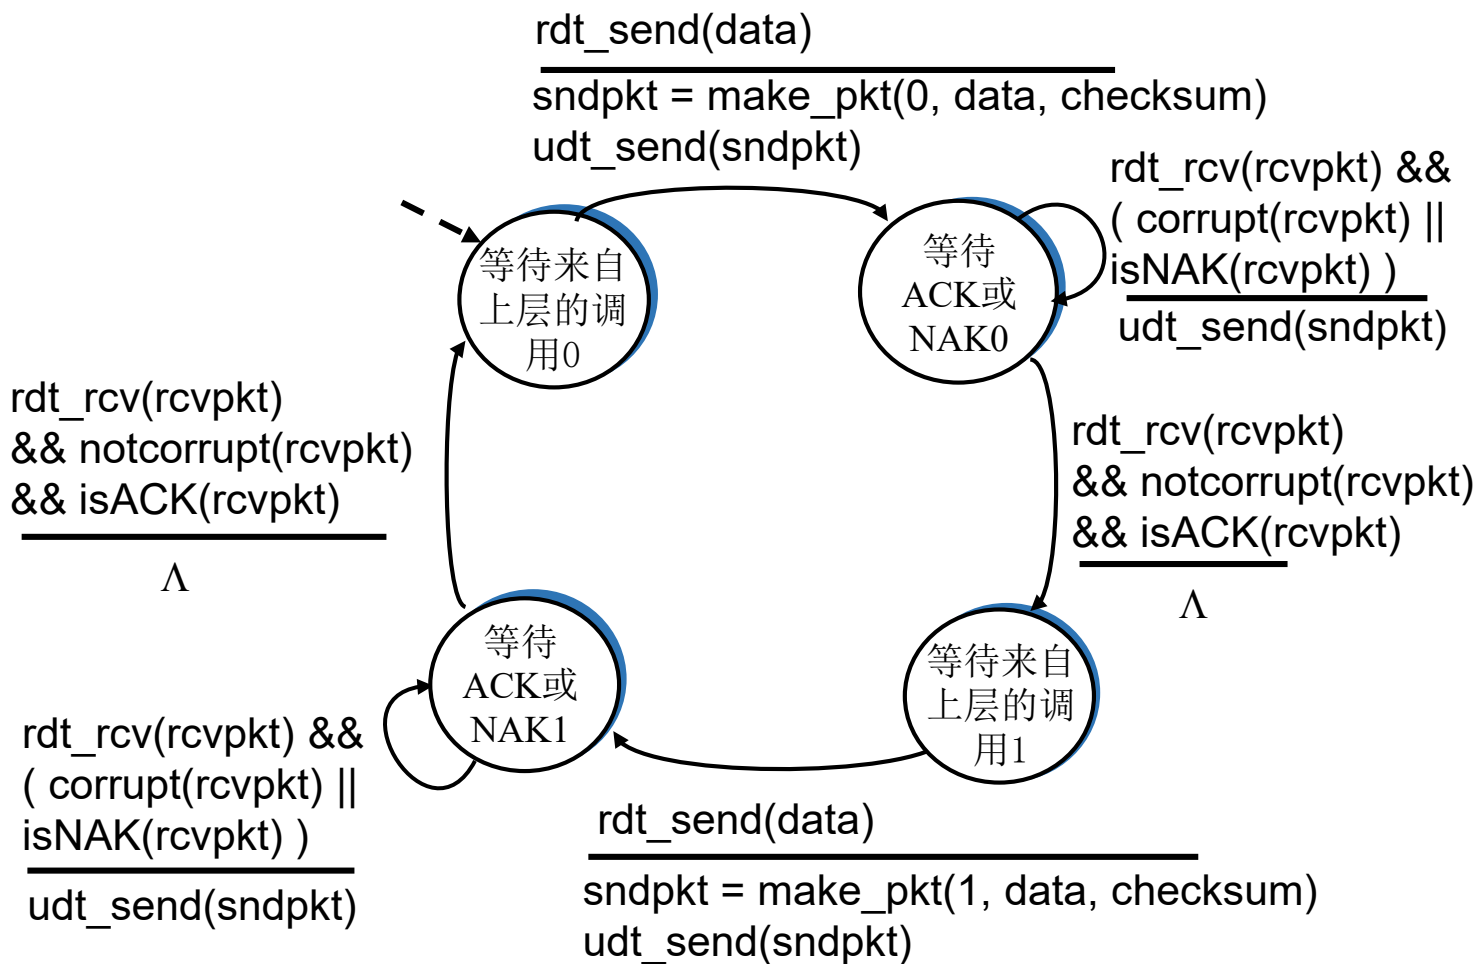 rdt_send(data)
sndpkt = make_pkt(0, data, checksum)
udt_send(sndpkt)
rdt_rcv(rcvpkt) &&
( corrupt(rcvpkt) ||
isNAK(rcvpkt) )
udt_send(sndpkt)
等待来自
上层的调
用0
等待
ACK或
NAK0
rdt_rcv(rcvpkt)
&& notcorrupt(rcvpkt)
&& isACK(rcvpkt)
Λ
rdt_rcv(rcvpkt)
&& notcorrupt(rcvpkt)
&& isACK(rcvpkt)
Λ
等待
ACK或
NAK1
等待来自
上层的调
用1
rdt_rcv(rcvpkt) &&
( corrupt(rcvpkt) ||
isNAK(rcvpkt) )
udt_send(sndpkt)
rdt_send(data)
sndpkt = make_pkt(1, data, checksum)
udt_send(sndpkt)